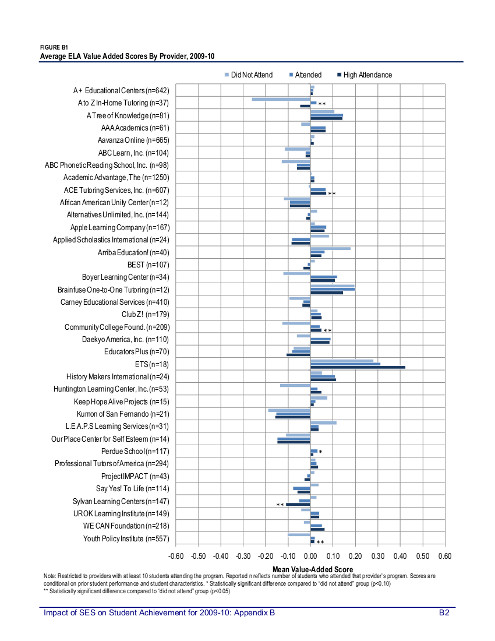 FIGURE B1
Average ELA Value Added Scores By Provider, 2009-10
Did Not Attend Attended High Attendance
A+ Educational Centers (n=642)
A to Z In-Home Tutoring (n=37)
* *
A Tree of Knowledge (n=81)
AAA Academics (n=61)
Aavanza Online (n=665)
ABC Learn, Inc. (n=104)
ABC Phonetic Reading School, Inc. (n=98)
Academic Advantage, The (n=1250)
ACE Tutoring Services, Inc. (n=607)
* *
African American Unity Center (n=12)
Alternatives Unlimited, Inc. (n=144)
Apple Learning Company (n=167)
Applied Scholastics International (n=24)
Arriba Education! (n=40)
BEST (n=107)
Boyer Learning Center (n=34)
Brainfuse One-to-One Tutoring (n=12)
Carney Educational Services (n=410)
Club Z! (n=179)
Community College Found. (n=209)
* *
Daekyo America, Inc. (n=110)
Educators Plus (n=70)
ETS (n=18)
History Makers International (n=24)
Huntington Learning Center, Inc. (n=53)
Keep Hope Alive Projects (n=15)
Kumon of San Fernando (n=21)
L.E.A.P.S Learning Services (n=31)
Our Place Center for Self Esteem (n=14)
Perdue School (n=117)
*
Professional Tutors of America (n=294)
Project IMPACT (n=43)
Say Yes! To Life (n=114)
Sylvan Learning Centers (n=147)
* *
UROK Learning Institute (n=149)
WE CAN Foundation (n=218)
Youth Policy Institute (n=557)
* *
-0.60 -0.50 -0.40 -0.30 -0.20 -0.10 0.00 0.10 0.20 0.30 0.40 0.50 0.60
Mean Value-Added Score
Note: Restricted to providers with at least 10 students attending the program. Reported n reflects number of students who attended that provider's program. Scores are
conditional on prior student performance and student characteristics. * Statistically significant difference compared to "did not attend" group (p<0.10)
** Statistically significant difference compared to "did not attend" group (p<0.05)
Impact of SES on Student Achievement for 2009-10: Appendix B B2